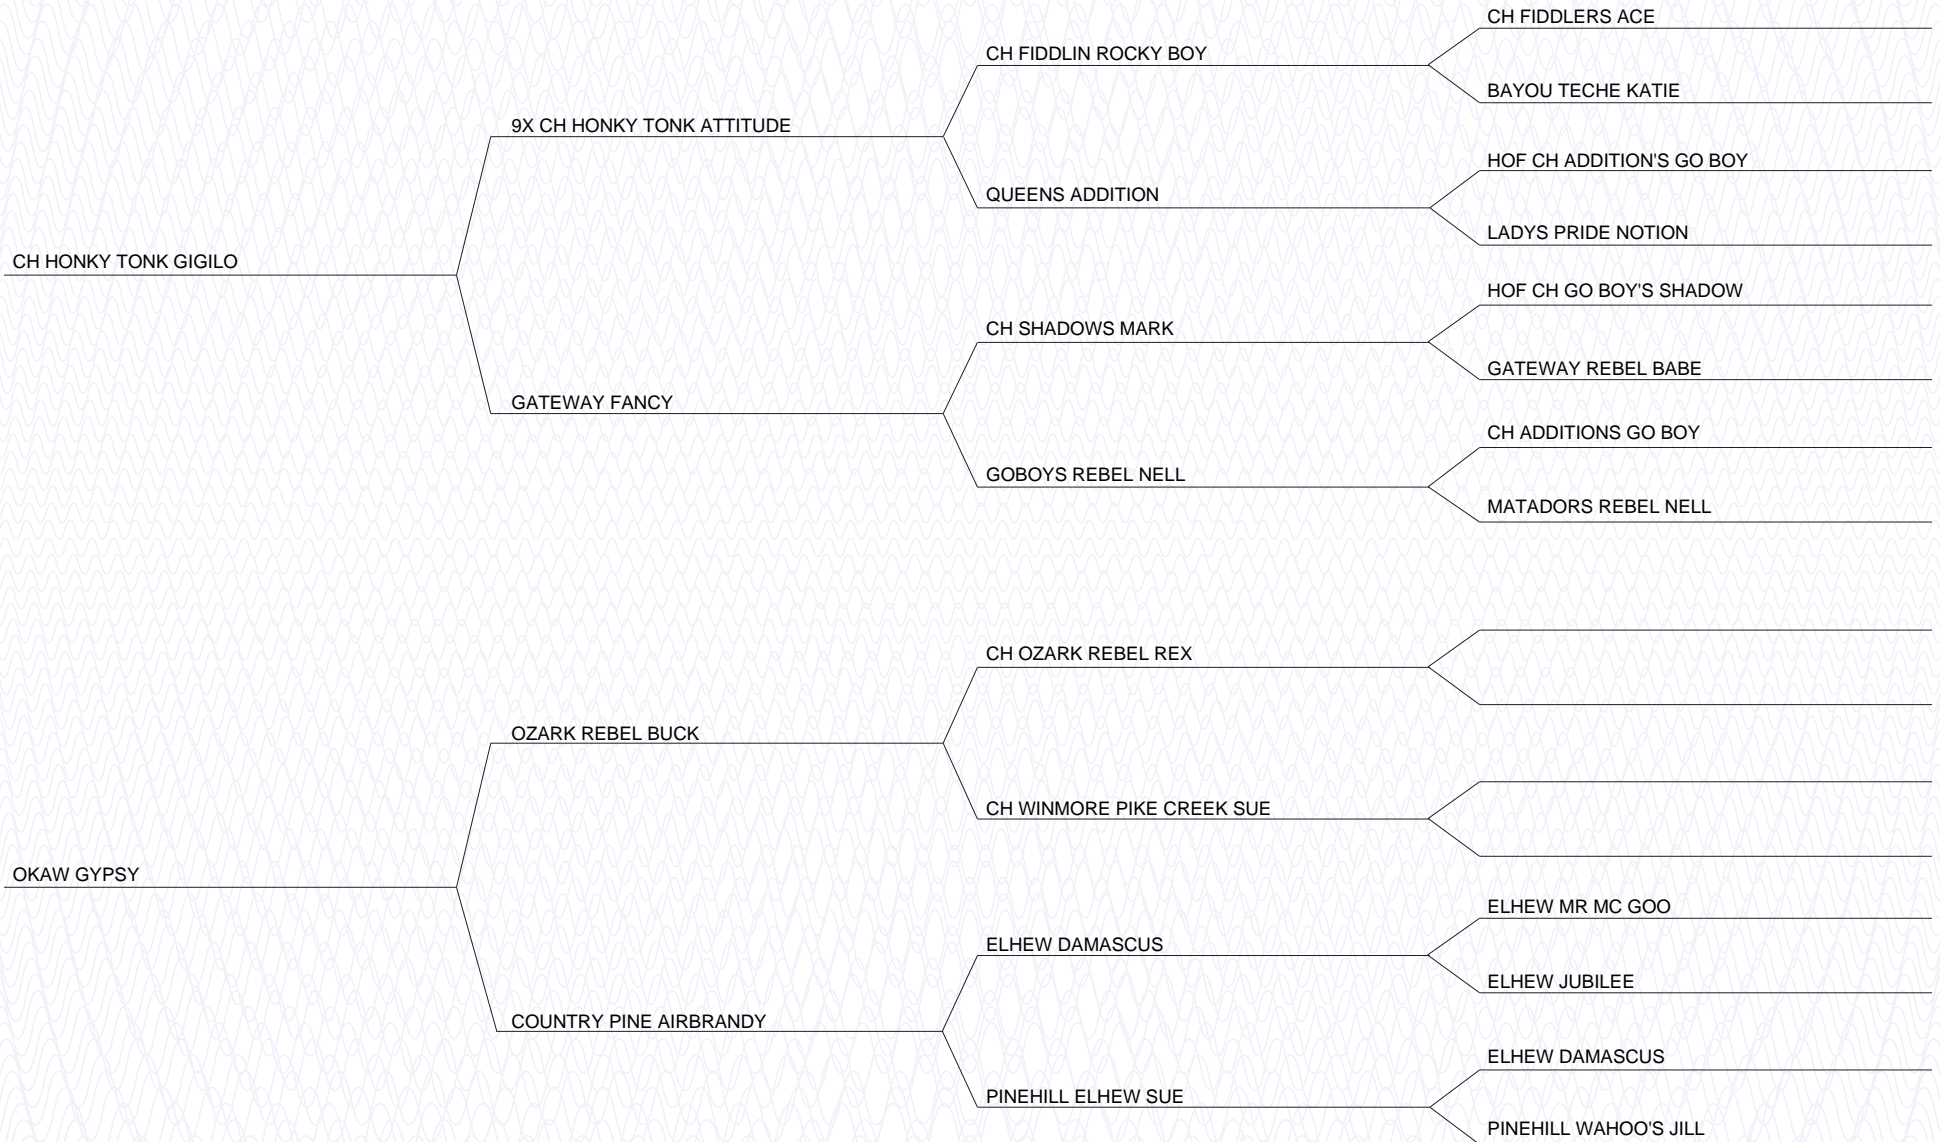 CH FIDDLERS ACE
CH FIDDLIN ROCKY BOY
BAYOU TECHE KATIE
9X CH HONKY TONK ATTITUDE
HOF CH ADDITION'S GO BOY
QUEENS ADDITION
LADYS PRIDE NOTION
CH HONKY TONK GIGILO
HOF CH GO BOY'S SHADOW
CH SHADOWS MARK
GATEWAY REBEL BABE
GATEWAY FANCY
CH ADDITIONS GO BOY
GOBOYS REBEL NELL
MATADORS REBEL NELL
CH OZARK REBEL REX
OZARK REBEL BUCK
CH WINMORE PIKE CREEK SUE
OKAW GYPSY
ELHEW MR MC GOO
ELHEW DAMASCUS
ELHEW JUBILEE
COUNTRY PINE AIRBRANDY
ELHEW DAMASCUS
PINEHILL ELHEW SUE
PINEHILL WAHOO'S JILL